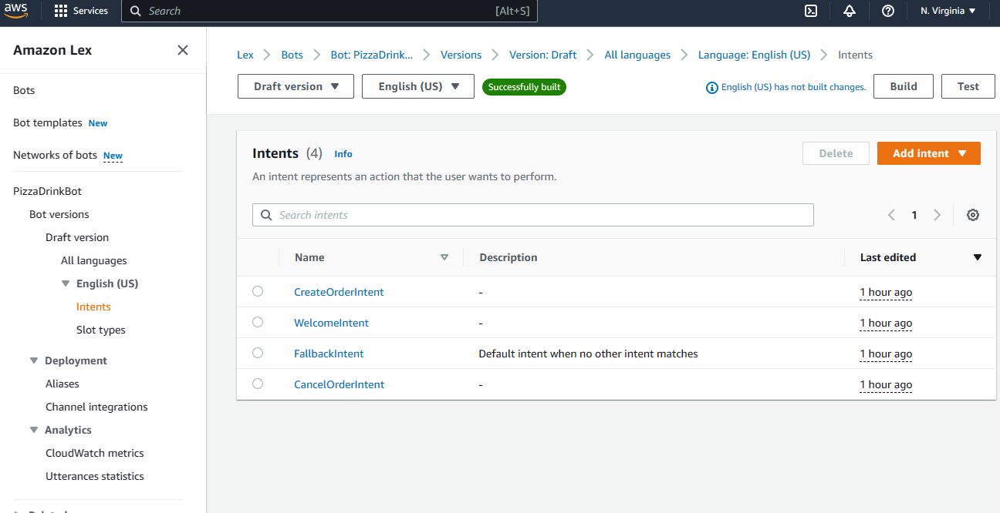 aws Services Search [Alt+S] N. Virginia
Amazon Lex
Bots
Bot templates New
Networks of bots New
PizzaDrinkBot
Bot versions
Draft version
All languages
English (US)
Intents
Slot types
Deployment
Aliases
Channel integrations
Analytics
CloudWatch metrics
Utterances statistics
Lex Bots Bot: PizzaDrink... Versions Version: Draft All languages Language: English (US) Intents
Draft version English (US) Successfully built English (US) has not built changes. Build Test
Intents (4) Info Delete Add intent
An intent represents an action that the user wants to perform.
Search intents 1
Name Description Last edited
CreateOrderIntent - 1 hour ago
WelcomeIntent - 1 hour ago
FallbackIntent Default intent when no other intent matches 1 hour ago
CancelOrderIntent - 1 hour ago